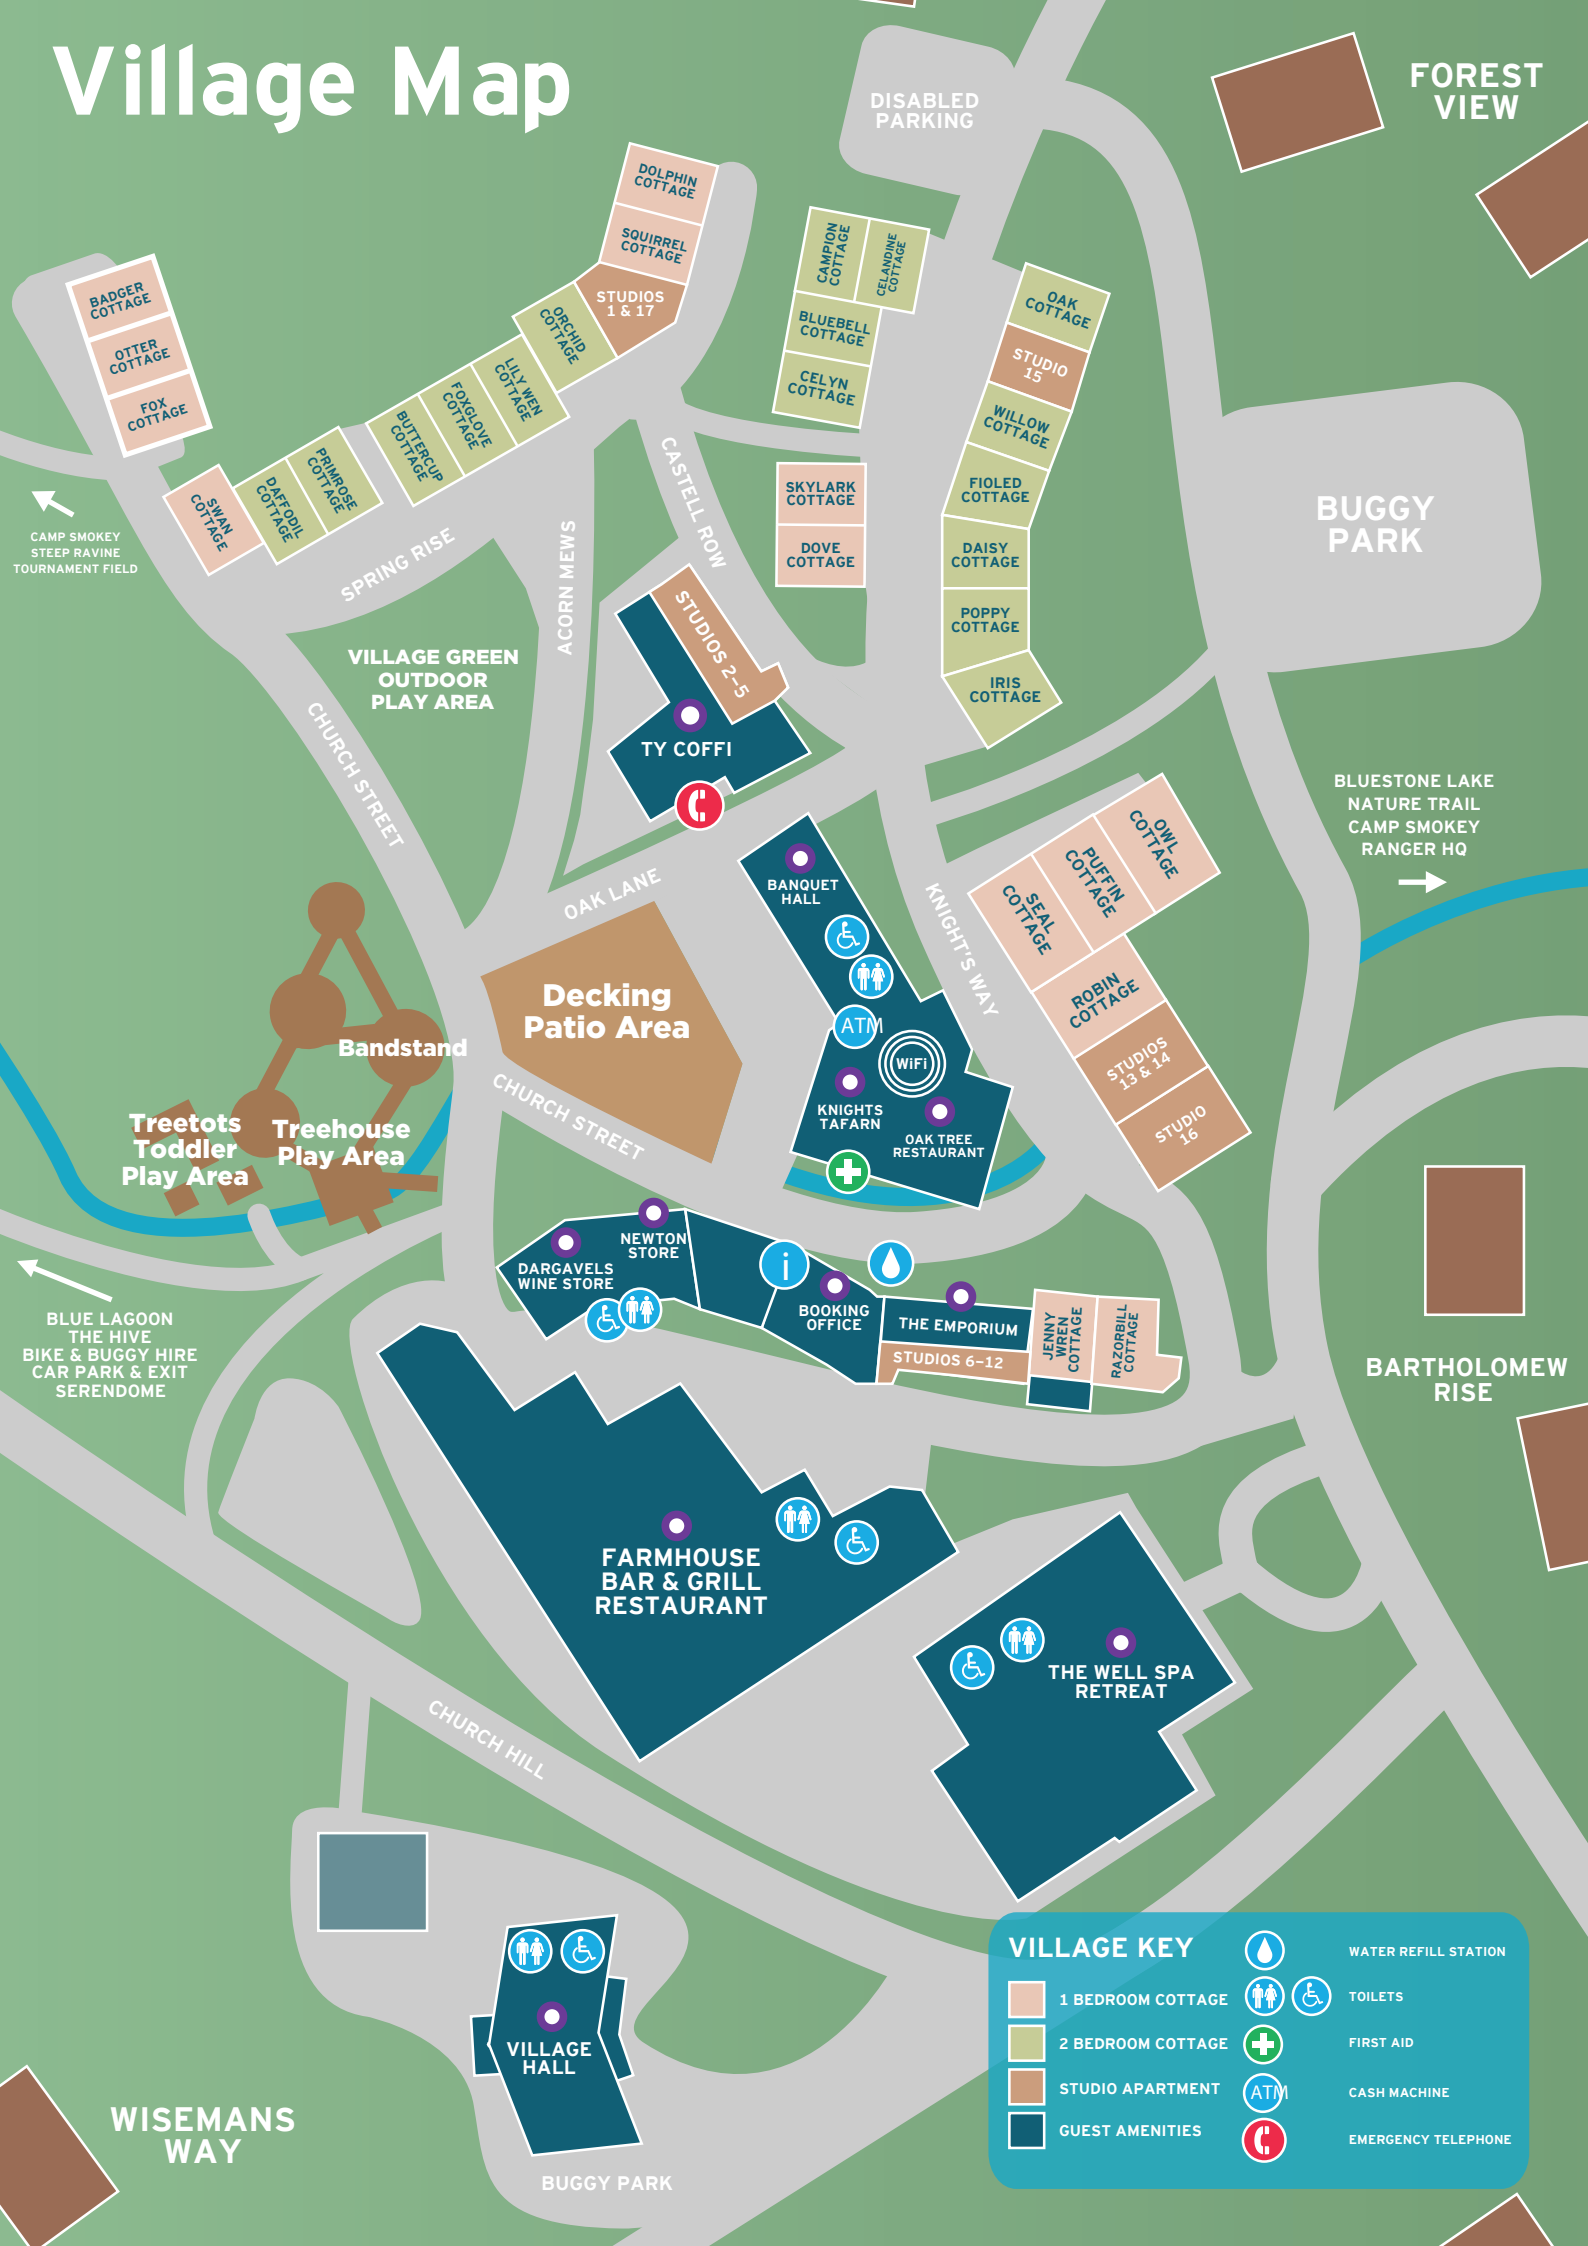 Village Map
FOREST
VIEW
DISABLED
PARKING
DOLPHIN
COTTAGE
SQUIRREL
COTTAGE
STUDIOS
1 & 17
ORCHID
COTTAGE
LILY WEN
COTTAGE
FOXGLOVE
COTTAGE
BUTTERCUP
COTTAGE
PRIMROSE
COTTAGE
DAFFODIL
COTTAGE
SWAN
COTTAGE
BADGER
COTTAGE
OTTER
COTTAGE
FOX
COTTAGE
CAMPION
COTTAGE
CELANDINE
COTTAGE
BLUEBELL
COTTAGE
CELYN
COTTAGE
OAK
COTTAGE
STUDIO
15
WILLOW
COTTAGE
FIOLED
COTTAGE
DAISY
COTTAGE
POPPY
COTTAGE
IRIS
COTTAGE
SKYLARK
COTTAGE
DOVE
COTTAGE
BUGGY
PARK
CAMP SMOKEY
STEEP RAVINE
TOURNAMENT FIELD
SPRING RISE
ACORN MEWS
CASTELL ROW
VILLAGE GREEN
OUTDOOR
PLAY AREA
CHURCH STREET
STUDIOS 2–5
TY COFFI
BLUESTONE LAKE
NATURE TRAIL
CAMP SMOKEY
RANGER HQ
OAK LANE
BANQUET
HALL
KNIGHT'S WAY
OWL
COTTAGE
PUFFIN
COTTAGE
SEAL
COTTAGE
ROBIN
COTTAGE
STUDIOS
13 & 14
STUDIO
16
Decking
Patio Area
ATM
WiFi
KNIGHTS
TAFARN
OAK TREE
RESTAURANT
Bandstand
CHURCH STREET
Treetots
Toddler
Play Area
Treehouse
Play Area
NEWTON
STORE
DARGAVELS
WINE STORE
i
BOOKING
OFFICE
THE EMPORIUM
STUDIOS 6–12
JENNY
WREN
COTTAGE
RAZORBILL
COTTAGE
BLUE LAGOON
THE HIVE
BIKE & BUGGY HIRE
CAR PARK & EXIT
SERENDOME
BARTHOLOMEW
RISE
FARMHOUSE
BAR & GRILL
RESTAURANT
THE WELL SPA
RETREAT
CHURCH HILL
VILLAGE
HALL
BUGGY PARK
WISEMANS
WAY
VILLAGE KEY
1 BEDROOM COTTAGE
2 BEDROOM COTTAGE
STUDIO APARTMENT
GUEST AMENITIES
WATER REFILL STATION
TOILETS
FIRST AID
ATM
CASH MACHINE
EMERGENCY TELEPHONE